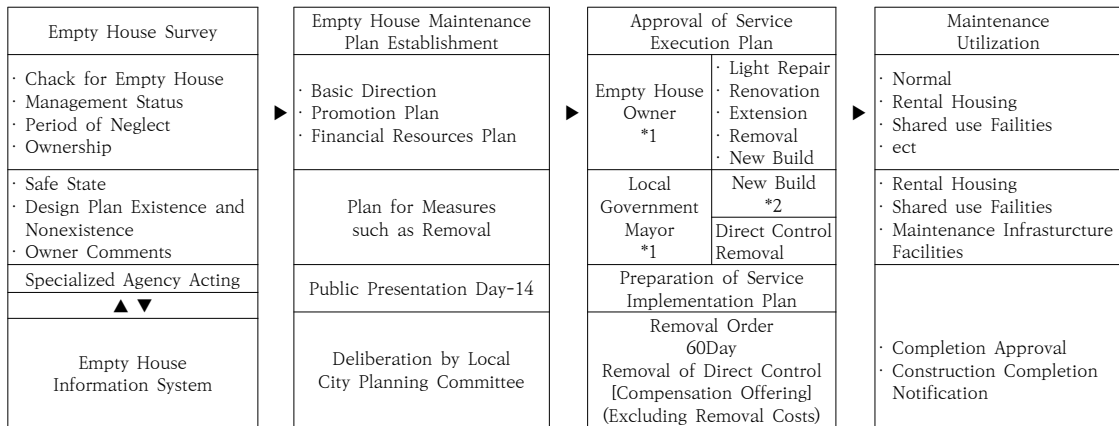 Empty House Survey
· Chack for Empty House
· Management Status
· Period of Neglect
· Ownership
· Safe State
· Design Plan Existence and
Nonexistence
· Owner Comments
Specialized Agency Acting
▲ ▼
Empty House
Information System
▶
Empty House Maintenance
Plan Establishment
· Basic Direction
· Promotion Plan
· Financial Resources Plan
Plan for Measures
such as Removal
Public Presentation Day-14
Deliberation by Local
City Planning Committee
▶
Approval of Service
Execution Plan
Empty House
Owner
*1
· Light Repair
· Renovation
· Extension
· Removal
· New Build
Local
Government
Mayor
*1
New Build
*2
Direct Control
Removal
Preparation of Service
Implementation Plan
Removal Order
60Day
Removal of Direct Control
[Compensation Offering]
(Excluding Removal Costs)
▶
Maintenance
Utilization
· Normal
· Rental Housing
· Shared use Failities
· ect
· Rental Housing
· Shared use Failities
· Maintenance Infrasturcture
Facilities
· Completion Approval
· Construction Completion
Notification